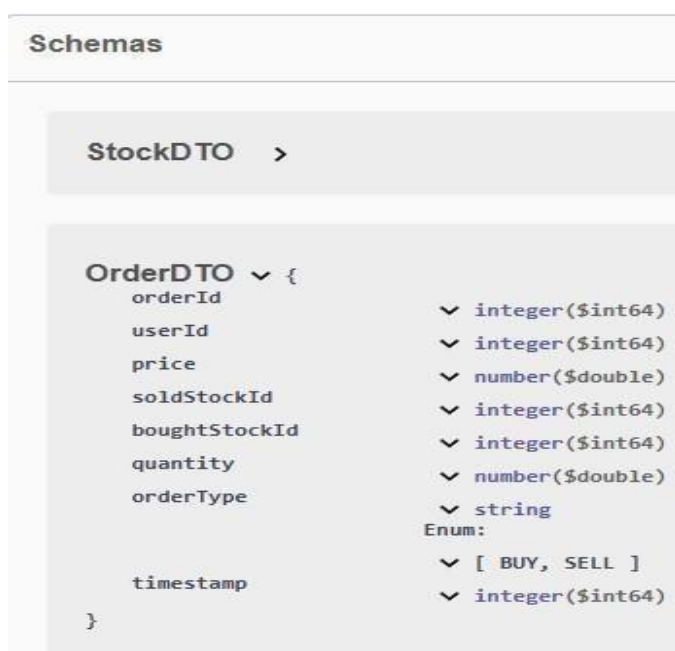 Schemas
StockDTO >
OrderDTO ⌄ {
orderId ⌄ integer($int64)
userId ⌄ integer($int64)
price ⌄ number($double)
soldStockId ⌄ integer($int64)
boughtStockId ⌄ integer($int64)
quantity ⌄ number($double)
orderType ⌄ string
Enum:
⌄ [ BUY, SELL ]
timestamp ⌄ integer($int64)
}